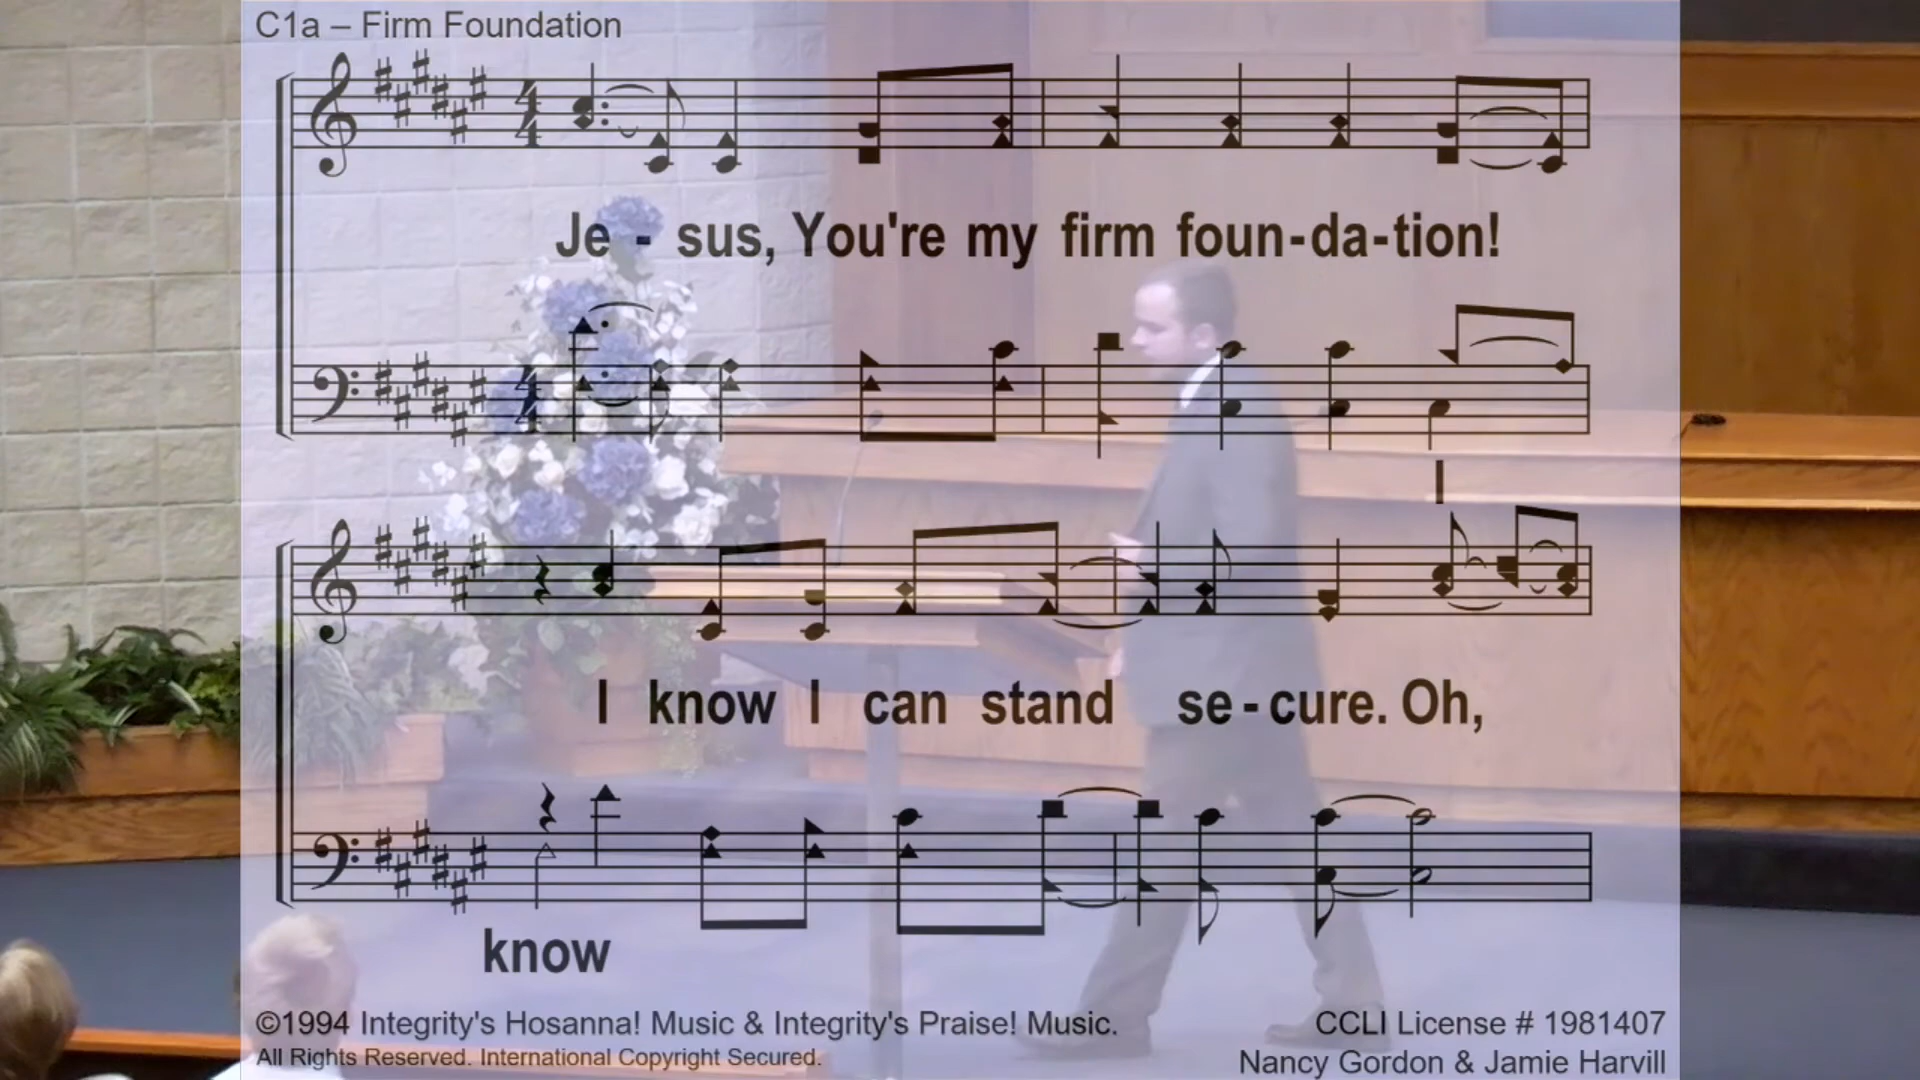 C1a – Firm Foundation
Je - sus, You're my firm foun-da-tion!
I
I know I can stand se-cure. Oh,
know
©1994 Integrity's Hosanna! Music & Integrity's Praise! Music.
All Rights Reserved. International Copyright Secured.
CCLI License # 1981407
Nancy Gordon & Jamie Harvill